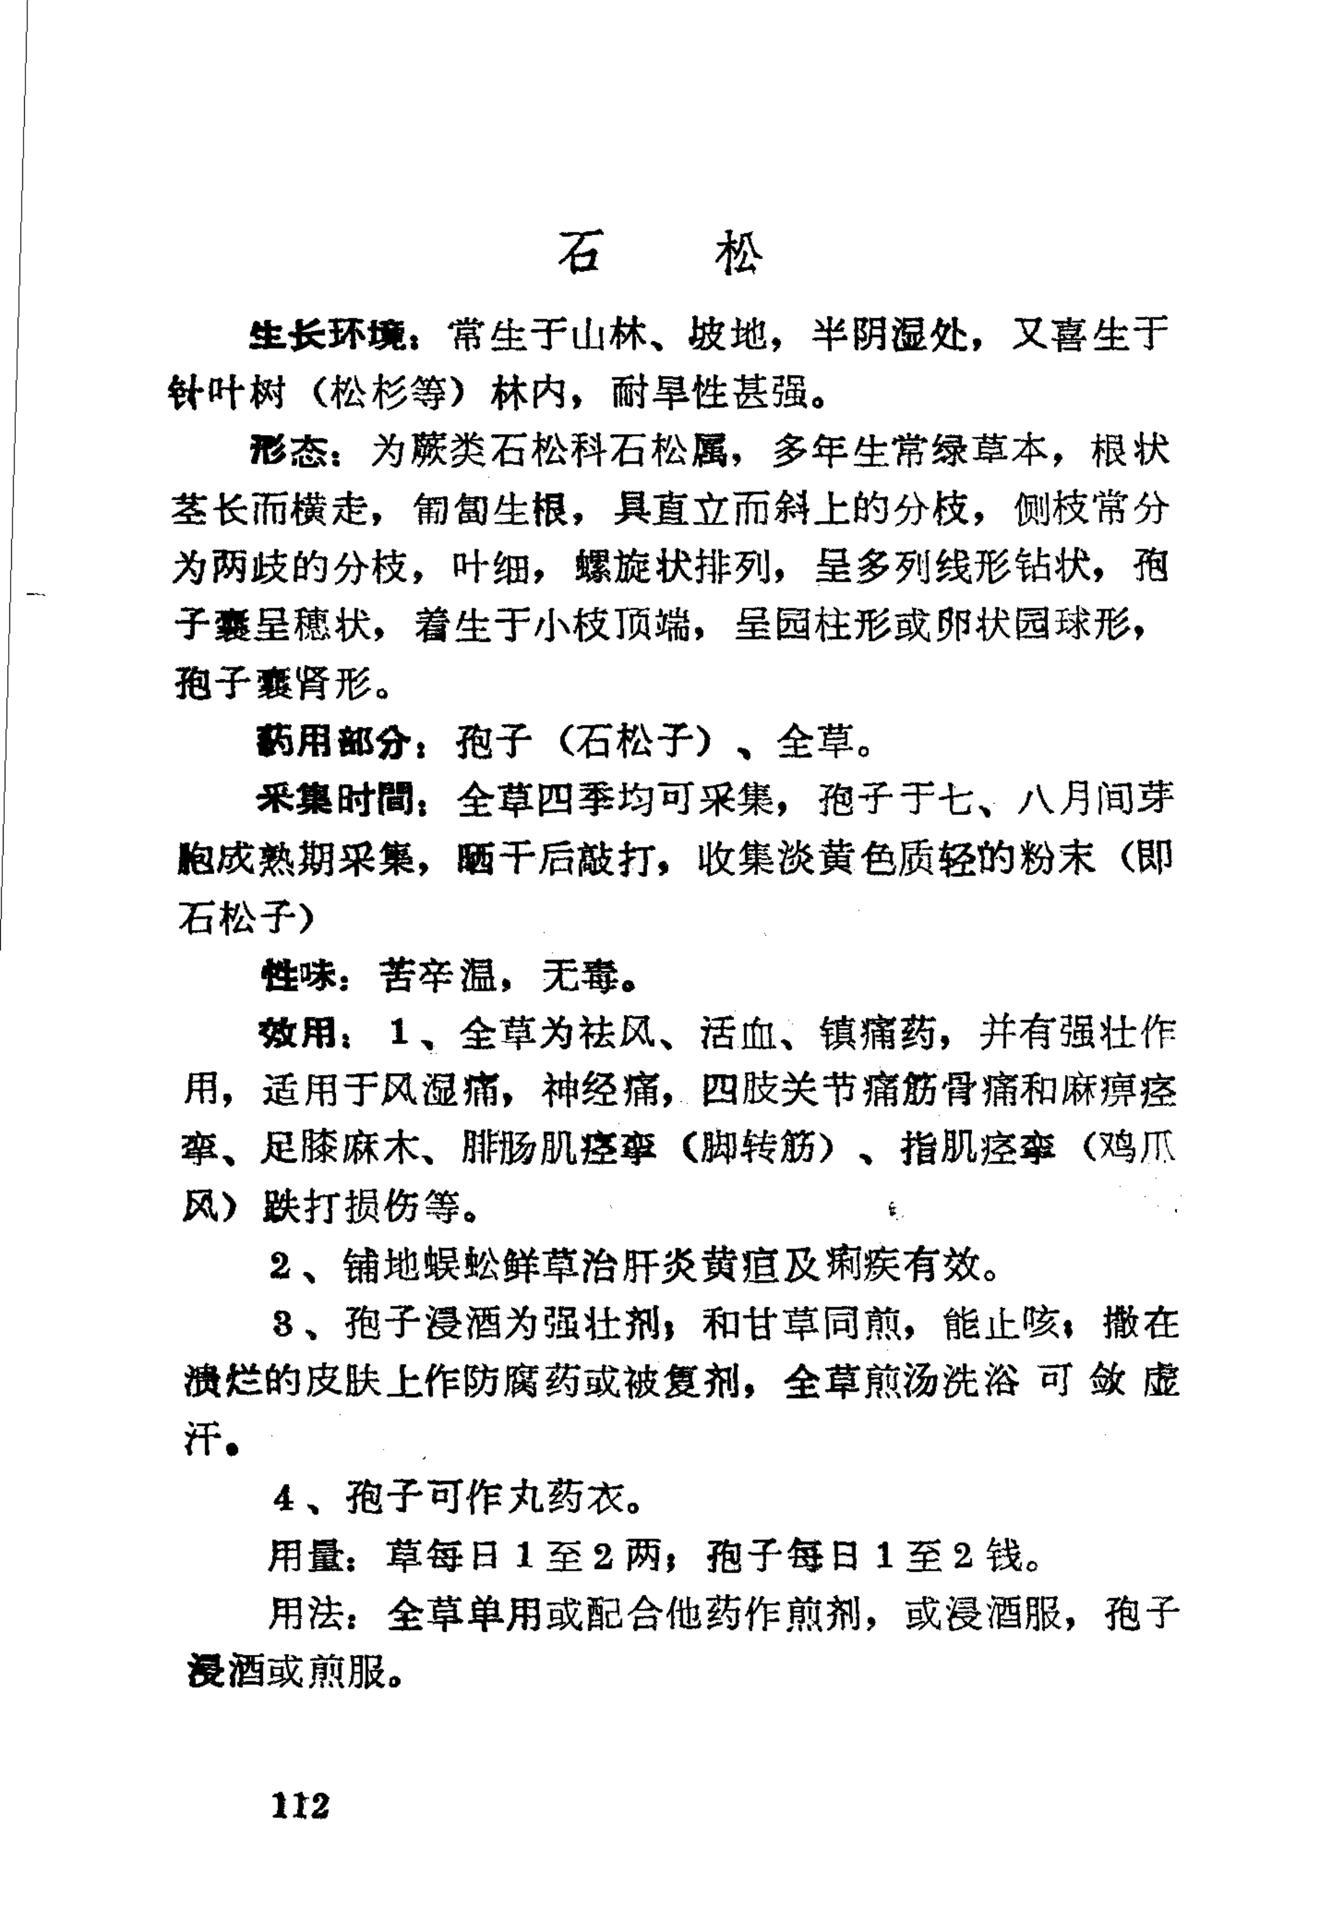 石 松
生长环境：常生于山林、坡地，半阴湿处，又喜生于
针叶树（松杉等）林内，耐旱性甚强。
形态：为蕨类石松科石松属，多年生常绿草本，根状
茎长而横走，匍匐生根，具直立而斜上的分枝，侧枝常分
为两歧的分枝，叶细，螺旋状排列，呈多列线形钻状，孢
子囊呈穗状，着生于小枝顶端，呈园柱形或卵状园球形，
孢子囊肾形。
药用部分：孢子（石松子）、全草。
采集时間：全草四季均可采集，孢子于七、八月间芽
胞成熟期采集，晒干后敲打，收集淡黄色质轻的粉末（即
石松子）
性味：苦辛温，无毒。
效用：1、全草为祛风、活血、镇痛药，并有强壮作
用，适用于风湿痛，神经痛，四肢关节痛筋骨痛和麻痹痉
挛、足膝麻木、腓肠肌痉挛（脚转筋）、指肌痉挛（鸡爪
风）跌打损伤等。
2、铺地蜈蚣鲜草治肝炎黄疸及痢疾有效。
3、孢子浸酒为强壮剂；和甘草同煎，能止咳；撒在
溃烂的皮肤上作防腐药或被复剂，全草煎汤洗浴可敛虚
汗。
4、孢子可作丸药衣。
用量：草每日1至2两；孢子每日1至2钱。
用法：全草单用或配合他药作煎剂，或浸酒服，孢子
浸酒或煎服。
112